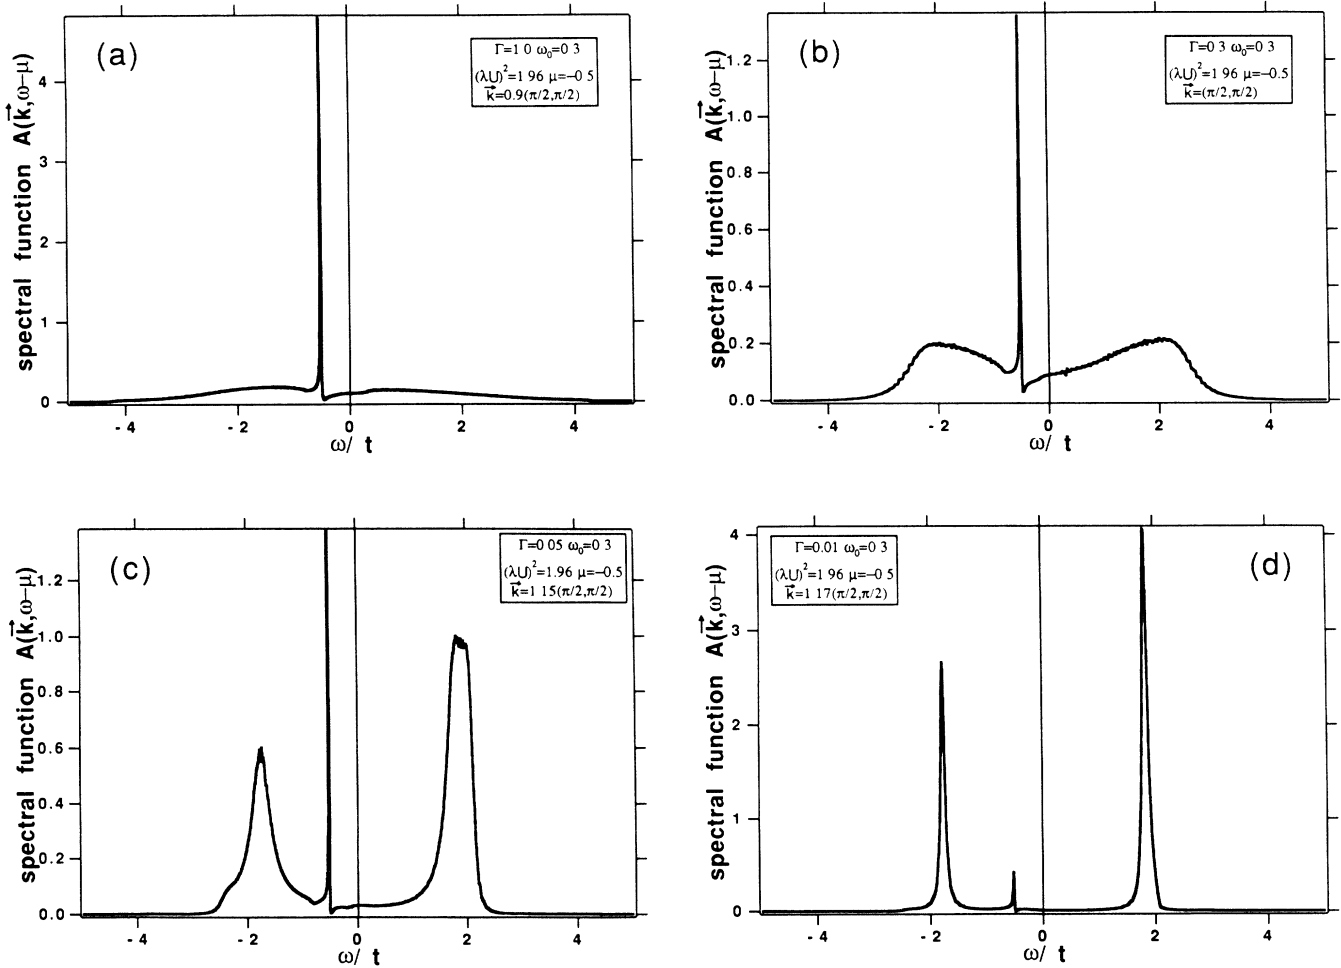 (a)
Γ=1 0 ω₀=0 3
(λU)²=1 96 μ=−0 5
k⃗=0.9(π/2,π/2)
spectral function A(k⃗,ω−μ)
4
3
2
1
0
-4 -2 0 2 4
ω/ t
(b)
Γ=0 3 ω₀=0 3
(λU)²=1 96 μ=−0.5
k⃗=(π/2,π/2)
spectral function A(k⃗,ω−μ)
1.2
1.0
0.8
0.6
0.4
0.2
0.0
-4 -2 0 2 4
ω/ t
(c)
Γ=0 05 ω₀=0 3
(λU)²=1.96 μ=−0.5
k⃗=1 15(π/2,π/2)
spectral function A(k⃗,ω−μ)
1.2
1.0
0.8
0.6
0.4
0.2
0.0
-4 -2 0 2 4
ω/ t
(d)
Γ=0.01 ω₀=0 3
(λU)²=1 96 μ=−0 5
k⃗=1 17(π/2,π/2)
spectral function A(k⃗,ω−μ)
4
3
2
1
0
-4 -2 0 2 4
ω/ t